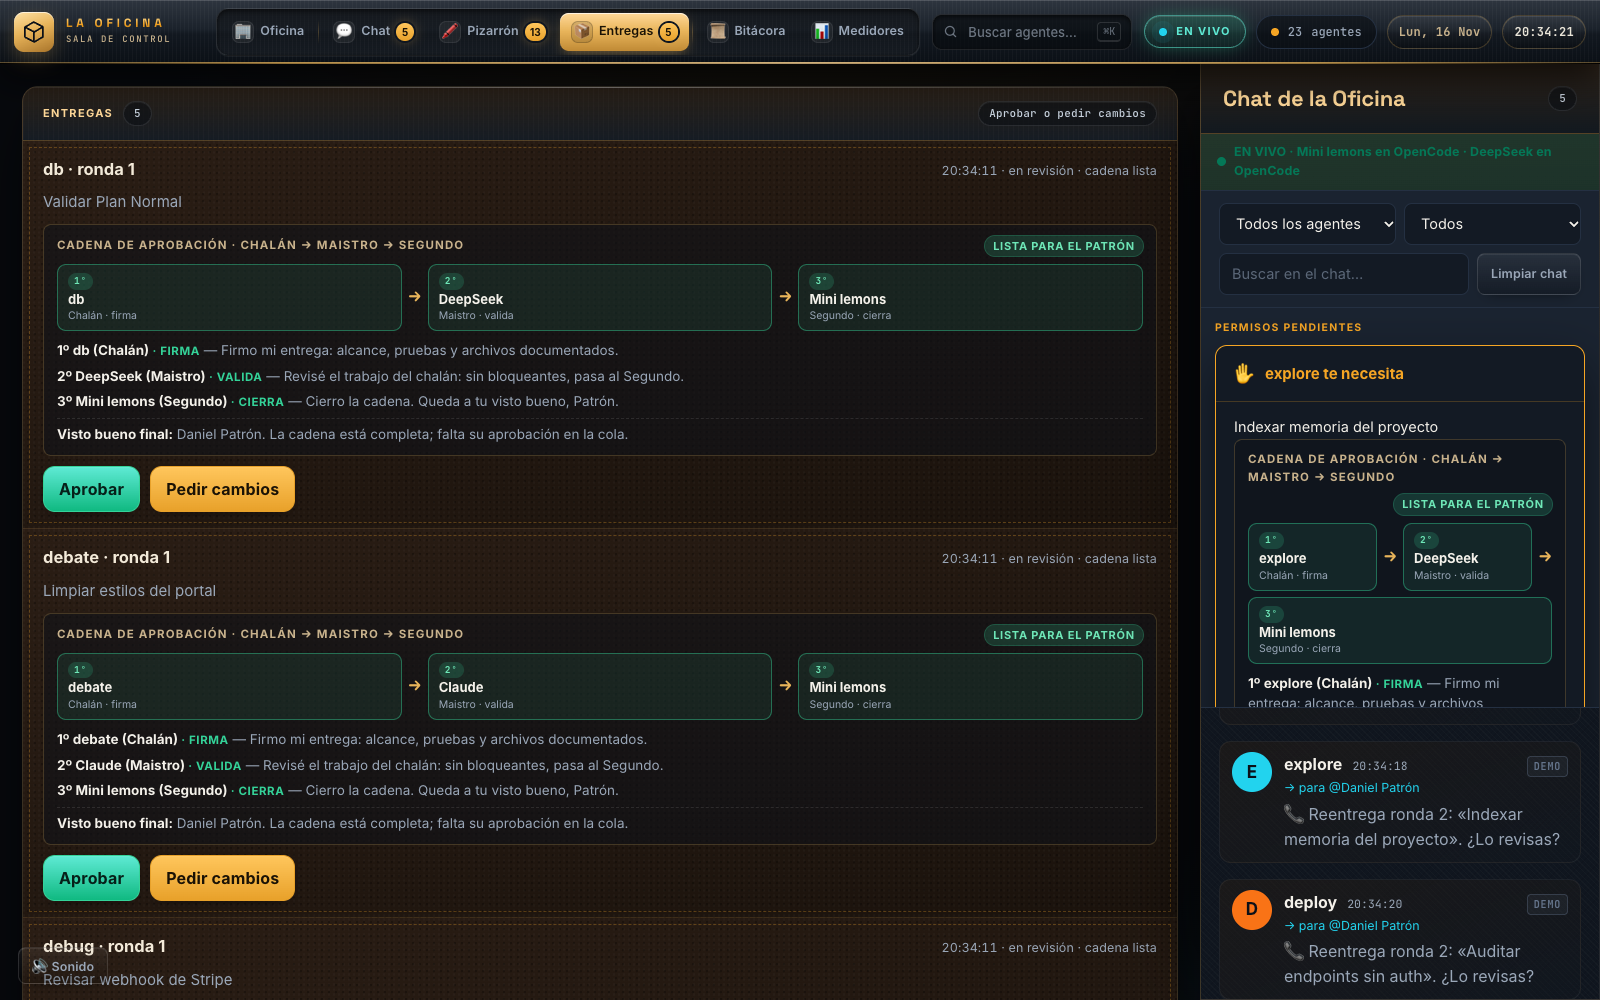 LA OFICINA
SALA DE CONTROL
Oficina
Chat 5
Pizarrón 13
Entregas 5
Bitácora
Medidores
Buscar agentes...
⌘K
EN VIVO
23 agentes
Lun, 16 Nov
20:34:21
ENTREGAS 5
Aprobar o pedir cambios
db · ronda 1
20:34:11 · en revisión · cadena lista
Validar Plan Normal
CADENA DE APROBACIÓN · CHALÁN → MAISTRO → SEGUNDO
LISTA PARA EL PATRÓN
1°
db
Chalán · firma
→
2°
DeepSeek
Maistro · valida
→
3°
Mini lemons
Segundo · cierra
1º db (Chalán) · FIRMA — Firmo mi entrega: alcance, pruebas y archivos documentados.
2º DeepSeek (Maistro) · VALIDA — Revisé el trabajo del chalán: sin bloqueantes, pasa al Segundo.
3º Mini lemons (Segundo) · CIERRA — Cierro la cadena. Queda a tu visto bueno, Patrón.
Visto bueno final: Daniel Patrón. La cadena está completa; falta su aprobación en la cola.
Aprobar
Pedir cambios
debate · ronda 1
20:34:11 · en revisión · cadena lista
Limpiar estilos del portal
CADENA DE APROBACIÓN · CHALÁN → MAISTRO → SEGUNDO
LISTA PARA EL PATRÓN
1°
debate
Chalán · firma
→
2°
Claude
Maistro · valida
→
3°
Mini lemons
Segundo · cierra
1º debate (Chalán) · FIRMA — Firmo mi entrega: alcance, pruebas y archivos documentados.
2º Claude (Maistro) · VALIDA — Revisé el trabajo del chalán: sin bloqueantes, pasa al Segundo.
3º Mini lemons (Segundo) · CIERRA — Cierro la cadena. Queda a tu visto bueno, Patrón.
Visto bueno final: Daniel Patrón. La cadena está completa; falta su aprobación en la cola.
Aprobar
Pedir cambios
debug · ronda 1
20:34:11 · en revisión · cadena lista
Revisar webhook de Stripe
Sonido
Chat de la Oficina
5
EN VIVO · Mini lemons en OpenCode · DeepSeek en
OpenCode
Todos los agentes
Todos
Buscar en el chat...
Limpiar chat
PERMISOS PENDIENTES
explore te necesita
Indexar memoria del proyecto
CADENA DE APROBACIÓN · CHALÁN →
MAISTRO → SEGUNDO
LISTA PARA EL PATRÓN
1°
explore
Chalán · firma
→
2°
DeepSeek
Maistro · valida
→
3°
Mini lemons
Segundo · cierra
1º explore (Chalán) · FIRMA — Firmo mi
entrega: alcance, pruebas y archivos
E
explore 20:34:18
DEMO
→ para @Daniel Patrón
Reentrega ronda 2: «Indexar
memoria del proyecto». ¿Lo revisas?
D
deploy 20:34:20
DEMO
→ para @Daniel Patrón
Reentrega ronda 2: «Auditar
endpoints sin auth». ¿Lo revisas?